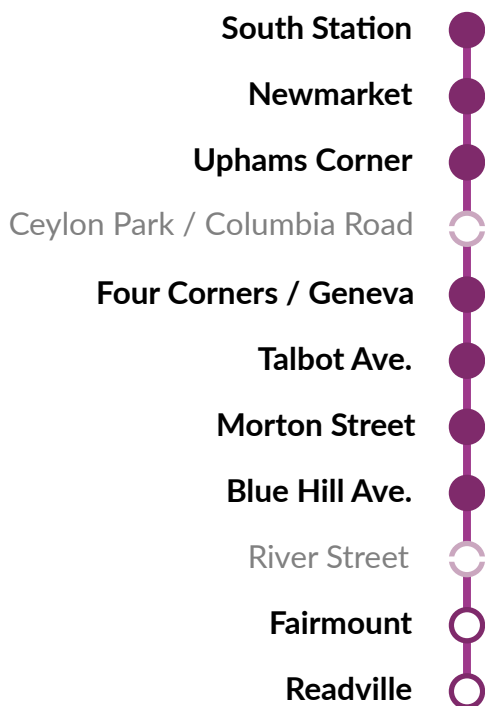 South Station
Newmarket
Uphams Corner
Ceylon Park / Columbia Road
Four Corners / Geneva
Talbot Ave.
Morton Street
Blue Hill Ave.
River Street
Fairmount
Readville